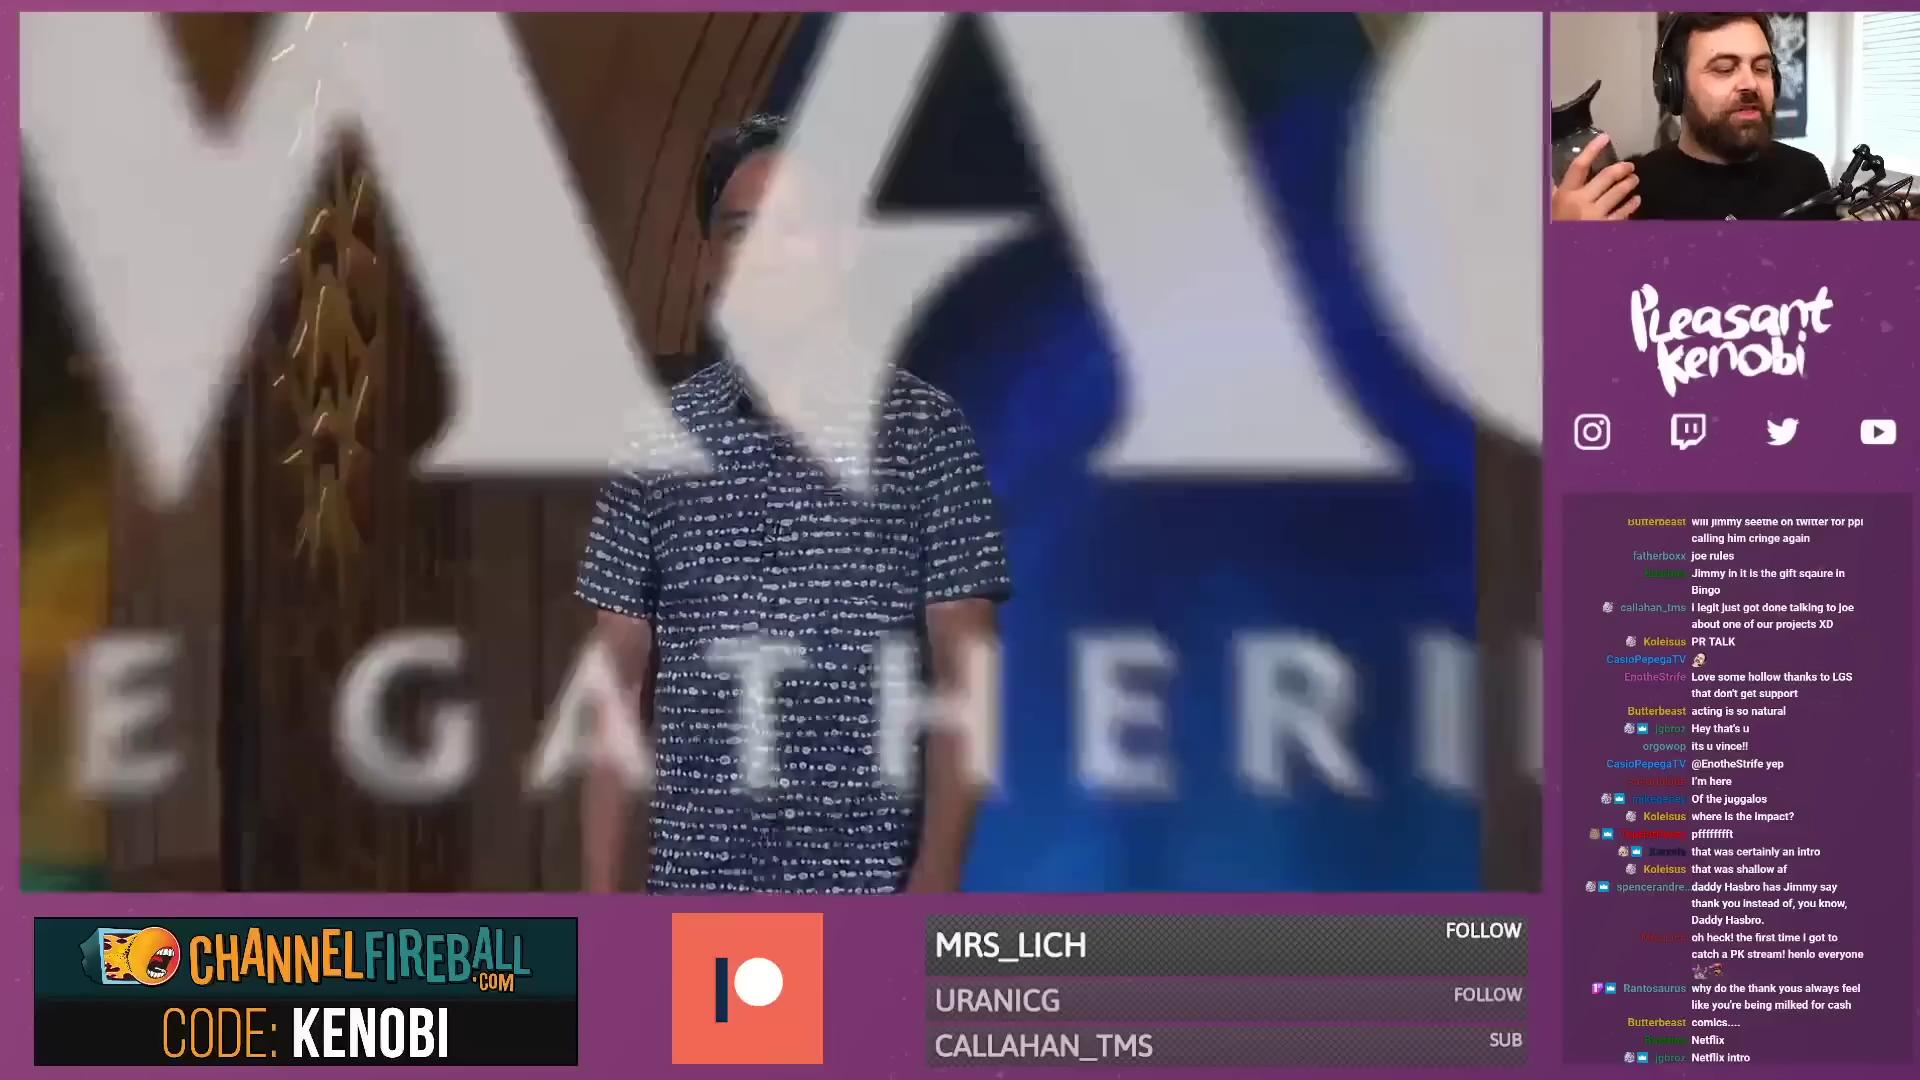 MAG
E GATHERI
Pleasant
Kenobi
Butterbeast will jimmy seethe on twitter for ppl
calling him cringe again
fatherboxx joe rules
Jimmy in it is the gift sqaure in
Bingo
callahan_tms i legit just got done talking to joe
about one of our projects XD
Koleisus PR TALK
CasioPepegaTV
EnotheStrife Love some hollow thanks to LGS
that don't get support
Butterbeast acting is so natural
jgbroz Hey that's u
orgowop its u vince!!
CasioPepegaTV @EnotheStrife yep
I'm here
Of the juggalos
Koleisus where is the impact?
pffffffft
that was certainly an intro
Koleisus that was shallow af
spencerandre... daddy Hasbro has Jimmy say
thank you instead of, you know,
Daddy Hasbro.
oh heck! the first time I got to
catch a PK stream! henlo everyone
Rantosaurus why do the thank yous always feel
like you're being milked for cash
Butterbeast comics....
Netflix
jgbroz Netflix intro
CHANNELFIREBALL
.COM
CODE: KENOBI
MRS_LICH FOLLOW
URANICG FOLLOW
CALLAHAN_TMS SUB